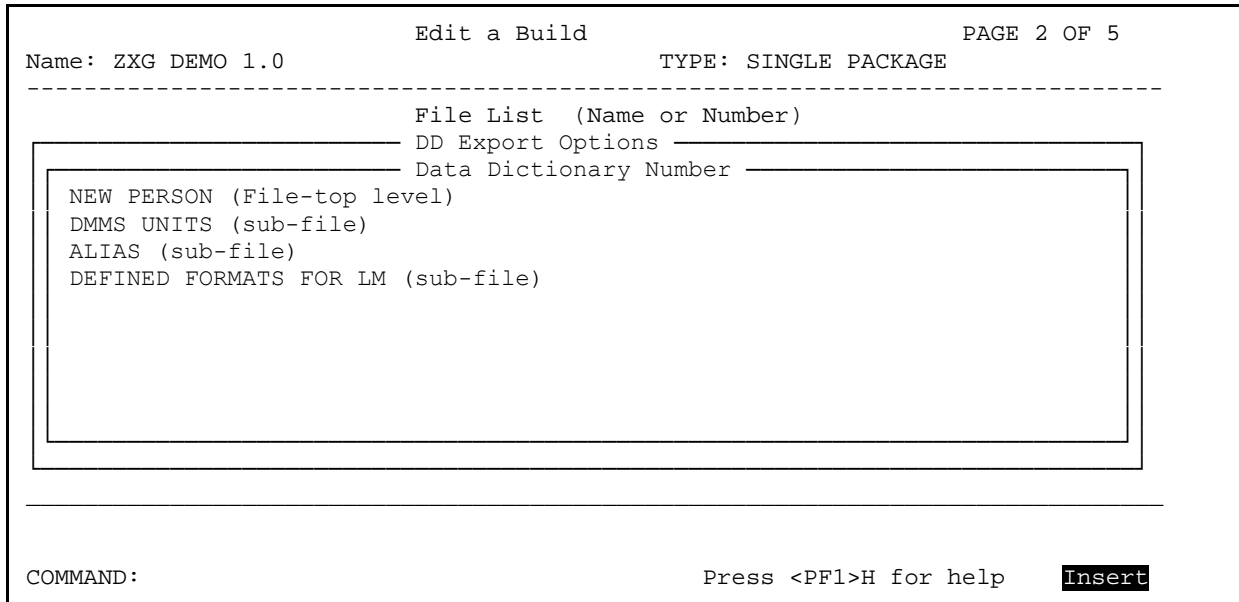 Edit a Build PAGE 2 OF 5
Name: ZXG DEMO 1.0 TYPE: SINGLE PACKAGE
-------------------------------------------------------------------------------
File List (Name or Number)
DD Export Options
Data Dictionary Number
NEW PERSON (File-top level)
DMMS UNITS (sub-file)
ALIAS (sub-file)
DEFINED FORMATS FOR LM (sub-file)
COMMAND: Press <PF1>H for help Insert